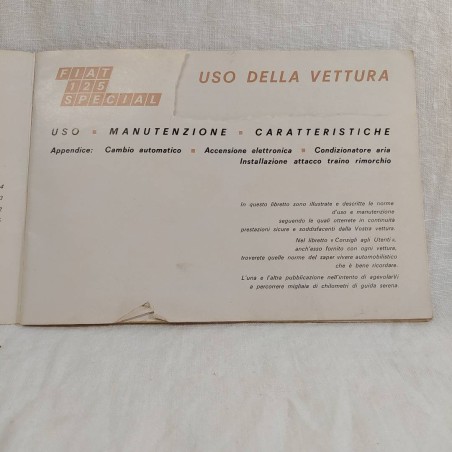 FIAT
125
SPECIAL
USO DELLA VETTURA
USO ▪ MANUTENZIONE ▪ CARATTERISTICHE
Appendice: Cambio automatico ▪ Accensione elettronica ▪ Condizionatore aria
Installazione attacco traino rimorchio
In questo libretto sono illustrate e descritte le norme
d'uso e manutenzione
seguendo le quali otterrete in continuità
prestazioni sicure e soddisfacenti dalla Vostra vettura.
Nel libretto «Consigli agli Utenti»,
anch'esso fornito con ogni vettura,
troverete quelle norme del saper vivere automobilistico
che è bene ricordare.
L'una e l'altra pubblicazione nell'intento di agevolarVi
a percorrere migliaia di chilometri di guida serena.